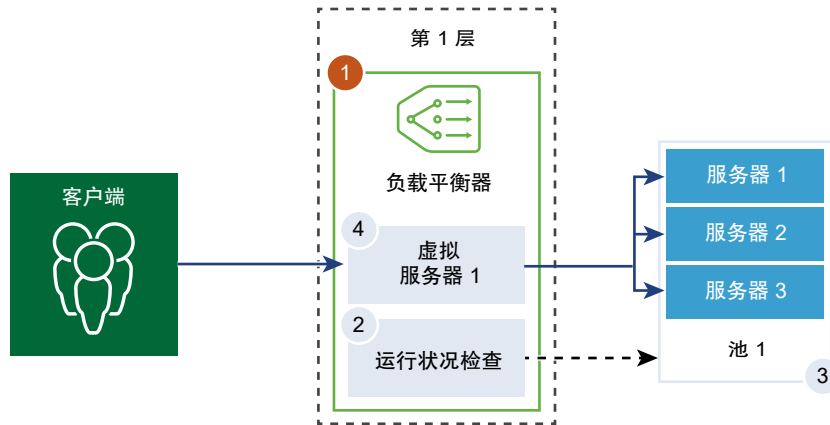 第 1 层
1
负载平衡器
客户端
4
虚拟
服务器 1
2
运行状况检查
服务器 1
服务器 2
服务器 3
池 1
3